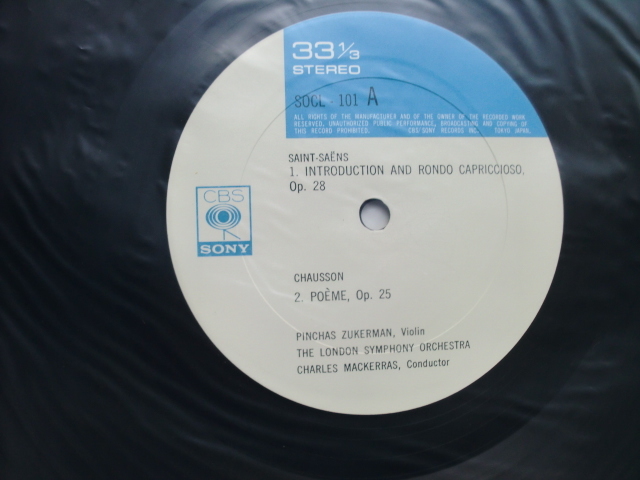 33 1/3
STEREO
SOCL · 101 A
ALL RIGHTS OF THE MANUFACTURER AND OF THE OWNER OF THE RECORDED WORK
RESERVED. UNAUTHORIZED PUBLIC PERFORMANCE, BROADCASTING AND COPYING OF
THIS RECORD PROHIBITED. CBS/SONY RECORDS INC. TOKYO JAPAN.
SAINT-SAËNS
1. INTRODUCTION AND RONDO CAPRICCIOSO,
Op. 28
CBS
SONY
CHAUSSON
2. POÈME, Op. 25
PINCHAS ZUKERMAN, Violin
THE LONDON SYMPHONY ORCHESTRA
CHARLES MACKERRAS, Conductor